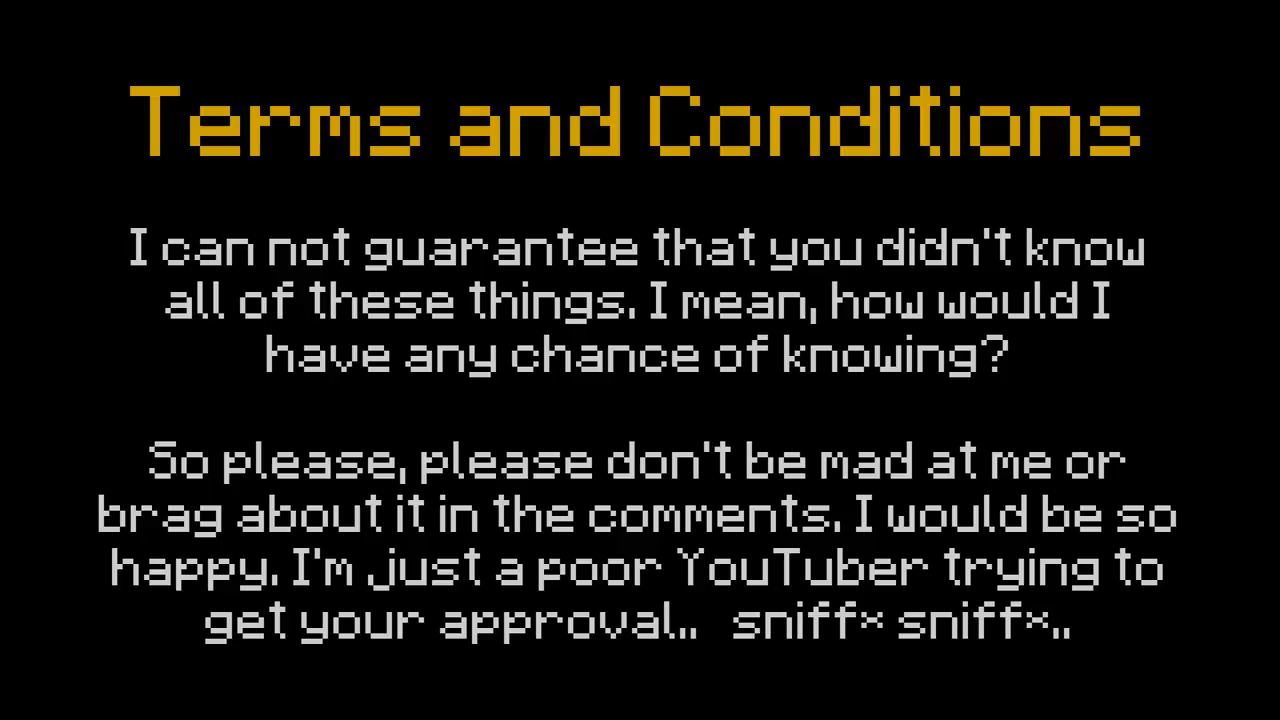 Terms and Conditions
I can not guarantee that you didn't know
all of these things. I mean, how would I
have any chance of knowing?
So please, please don't be mad at me or
brag about it in the comments. I would be so
happy. I'm just a poor YouTuber trying to
get your approval.. sniff× sniff×..